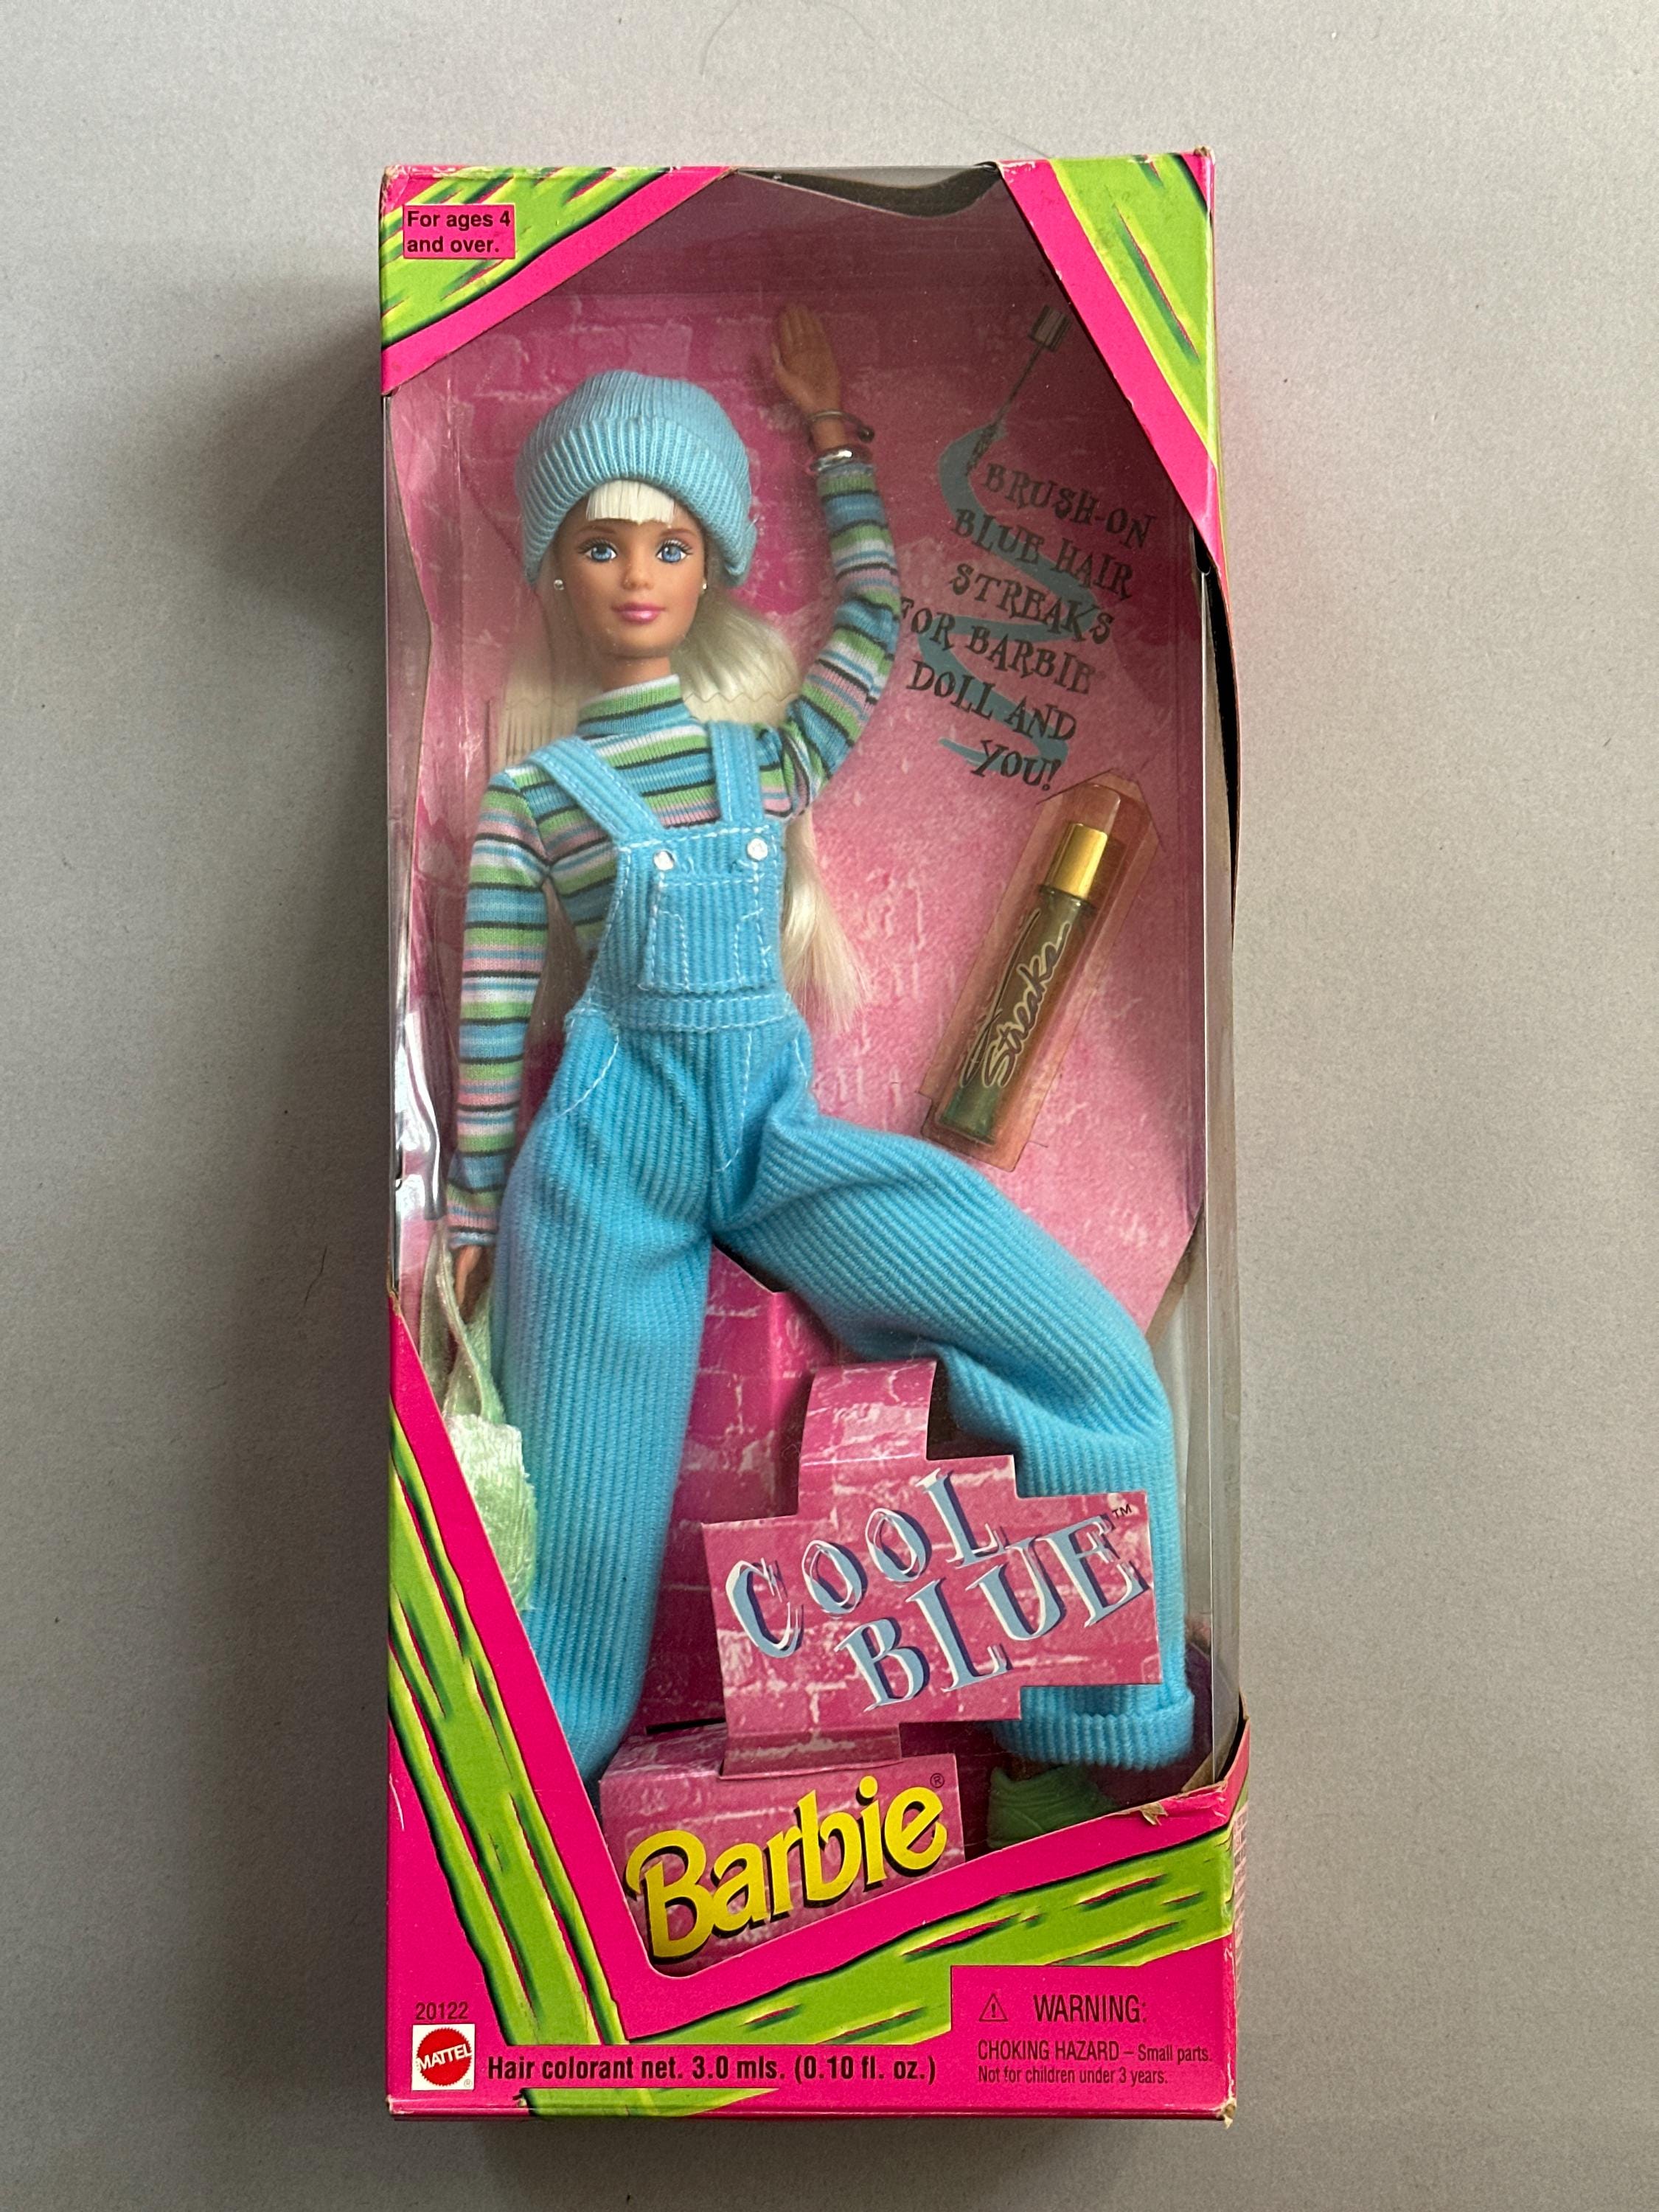 For ages 4
and over.
BRUSH-ON
BLUE HAIR
STREAKS
FOR BARBIE
DOLL AND
YOU!
Streaks
COOL
BLUE™
Barbie®
20122
MATTEL
®
Hair colorant net. 3.0 mls. (0.10 fl. oz.)
WARNING:
CHOKING HAZARD – Small parts.
Not for children under 3 years.